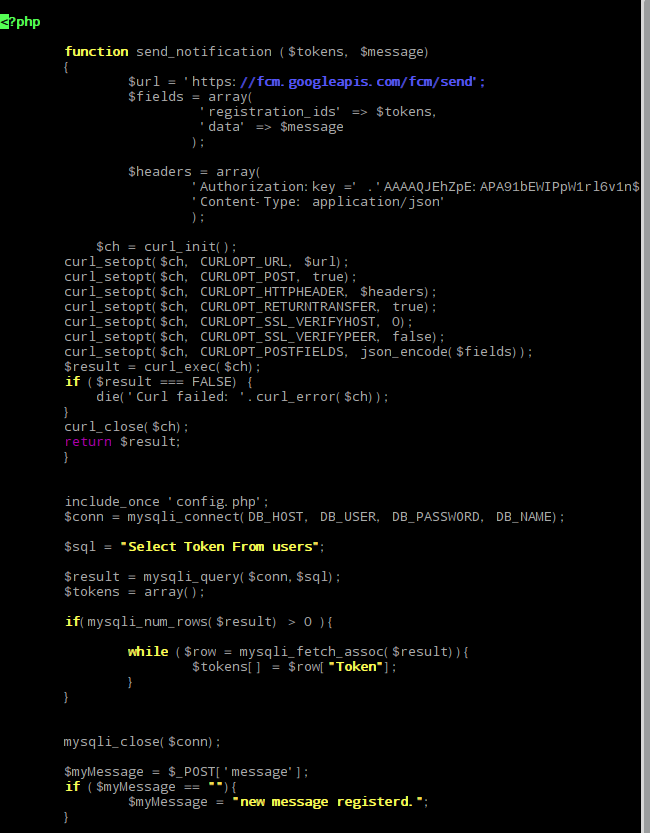 <?php
function send_notification ($tokens, $message)
{
$url = 'https://fcm.googleapis.com/fcm/send';
$fields = array(
'registration_ids' => $tokens,
'data' => $message
);
$headers = array(
'Authorization:key =' .'AAAAQJEhZpE:APA91bEWIPpW1rl6v1n$
'Content-Type: application/json'
);
$ch = curl_init();
curl_setopt($ch, CURLOPT_URL, $url);
curl_setopt($ch, CURLOPT_POST, true);
curl_setopt($ch, CURLOPT_HTTPHEADER, $headers);
curl_setopt($ch, CURLOPT_RETURNTRANSFER, true);
curl_setopt($ch, CURLOPT_SSL_VERIFYHOST, 0);
curl_setopt($ch, CURLOPT_SSL_VERIFYPEER, false);
curl_setopt($ch, CURLOPT_POSTFIELDS, json_encode($fields));
$result = curl_exec($ch);
if ($result === FALSE) {
die('Curl failed: '.curl_error($ch));
}
curl_close($ch);
return $result;
}
include_once 'config.php';
$conn = mysqli_connect(DB_HOST, DB_USER, DB_PASSWORD, DB_NAME);
$sql = "Select Token From users";
$result = mysqli_query($conn,$sql);
$tokens = array();
if(mysqli_num_rows($result) > 0 ){
while ($row = mysqli_fetch_assoc($result)){
$tokens[] = $row["Token"];
}
}
mysqli_close($conn);
$myMessage = $_POST['message'];
if ($myMessage == ""){
$myMessage = "new message registerd.";
}